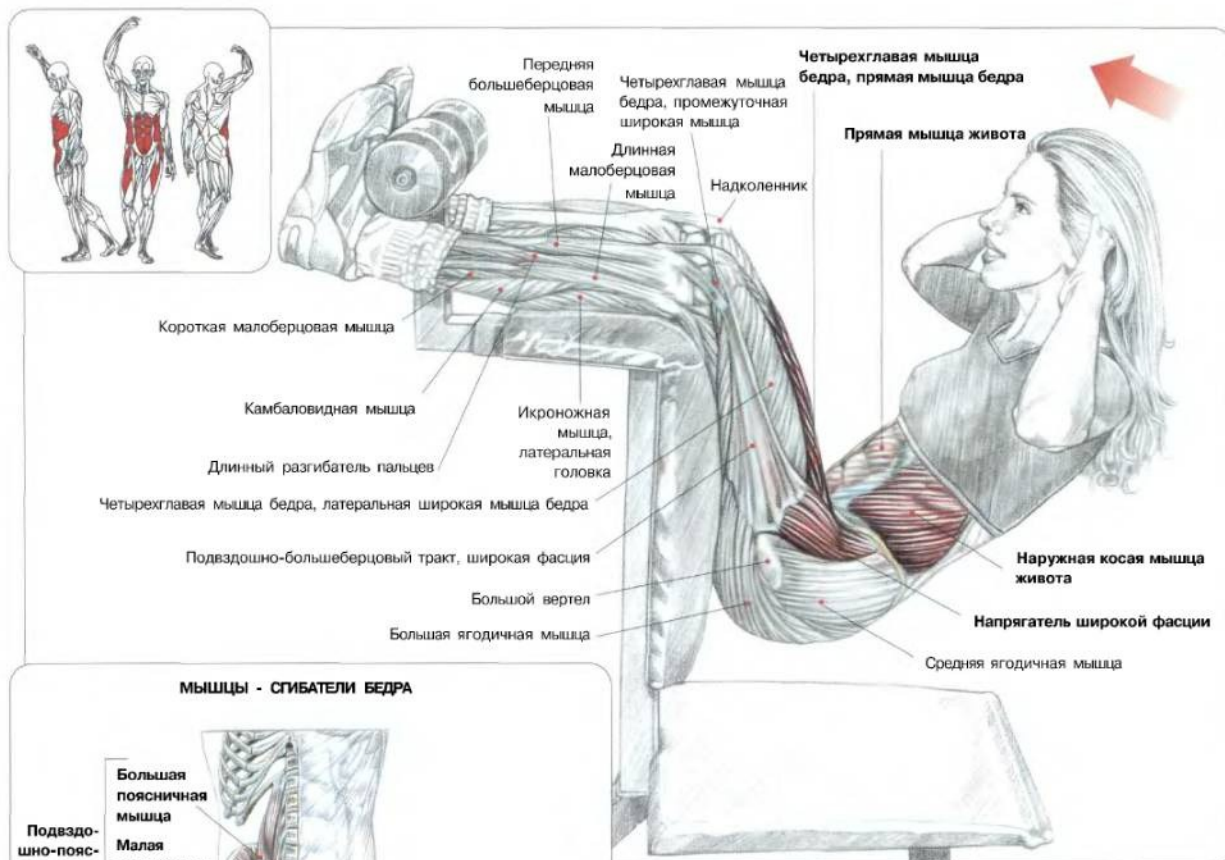 Передняя
большеберцовая
мышца
Четырехглавая мышца
бедра, промежуточная
широкая мышца
Четырехглавая мышца
бедра, прямая мышца бедра
Прямая мышца живота
Длинная
малоберцовая
мышца
Надколенник
Короткая малоберцовая мышца
Камбаловидная мышца
Икроножная
мышца,
латеральная
головка
Длинный разгибатель пальцев
Четырехглавая мышца бедра, латеральная широкая мышца бедра
Подвздошно-большеберцовый тракт, широкая фасция
Большой вертел
Большая ягодичная мышца
Наружная косая мышца
живота
Напрягатель широкой фасции
Средняя ягодичная мышца
МЫШЦЫ - СГИБАТЕЛИ БЕДРА
Большая
поясничная
мышца
Подвздо-
шно-пояс-
Малая